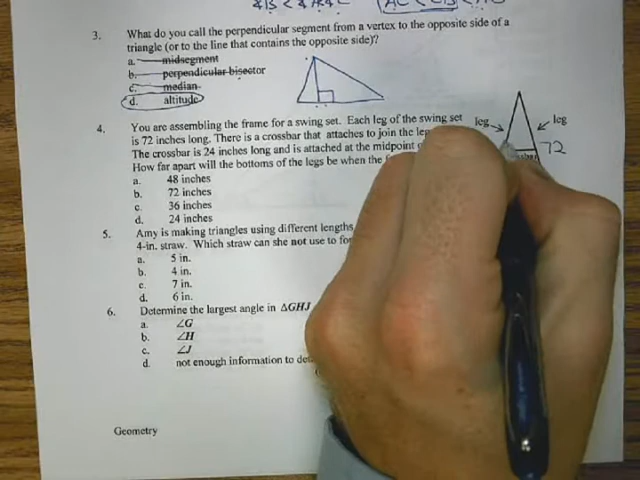 3. What do you call the perpendicular segment from a vertex to the opposite side of a
triangle (or to the line that contains the opposite side)?
a. midsegment
b. perpendicular bisector
c. median
d. altitude
4. You are assembling the frame for a swing set. Each leg of the swing set
is 72 inches long. There is a crossbar that attaches to join the
The crossbar is 24 inches long and is attached at the midpoint
How far apart will the bottoms of the legs be when the
a. 48 inches
b. 72 inches
c. 36 inches
d. 24 inches
leg
leg
72
5. Amy is making triangles using different lengths
4-in. straw. Which straw can she not use to
a. 5 in.
b. 4 in.
c. 7 in.
d. 6 in.
6. Determine the largest angle in ΔGHJ
a. ∠G
b. ∠H
c. ∠J
d. not enough information to
Geometry